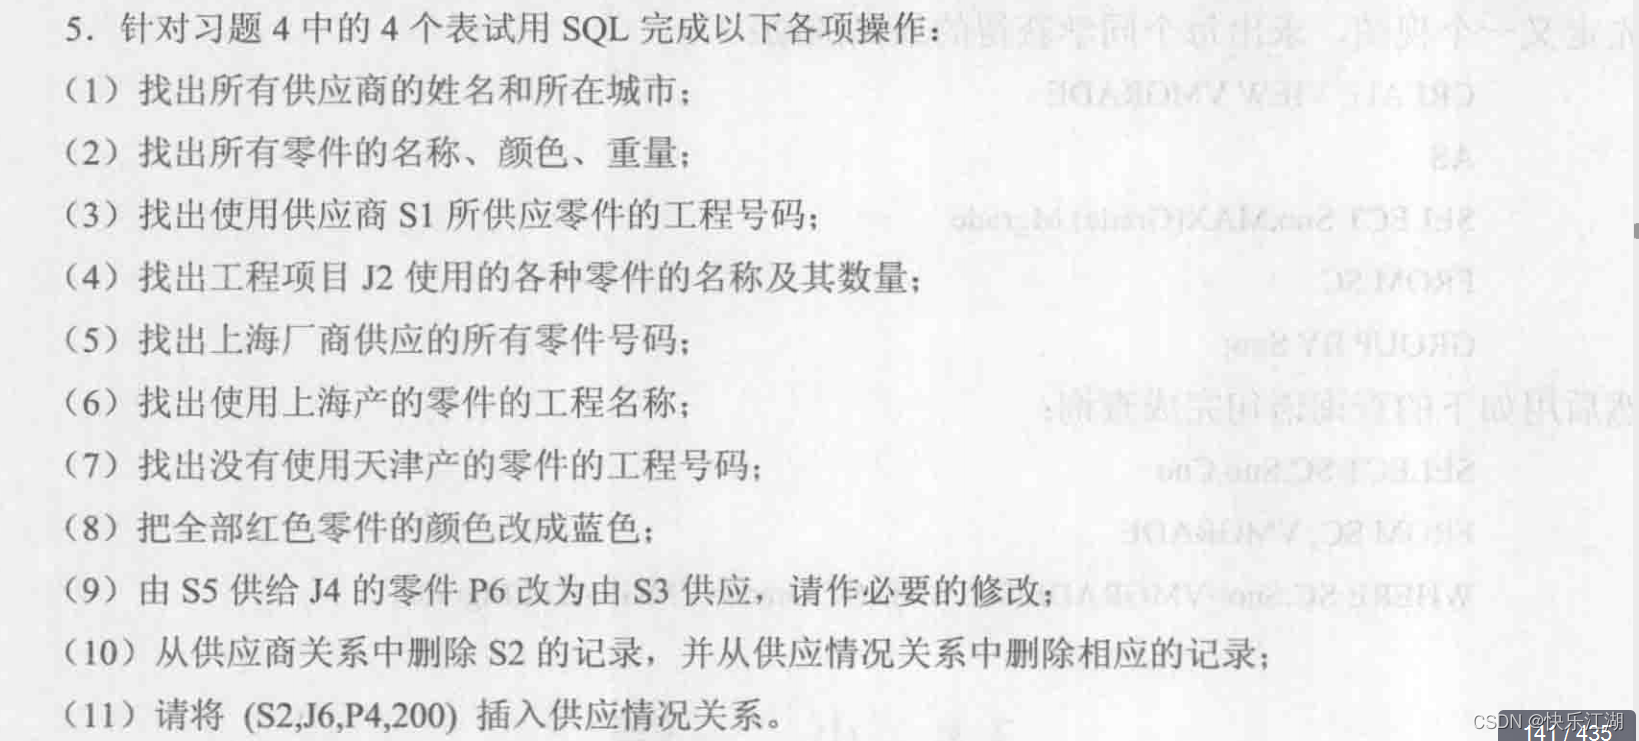 5．针对习题 4 中的 4 个表试用 SQL 完成以下各项操作：
（1）找出所有供应商的姓名和所在城市；
（2）找出所有零件的名称、颜色、重量；
（3）找出使用供应商 S1 所供应零件的工程号码；
（4）找出工程项目 J2 使用的各种零件的名称及其数量；
（5）找出上海厂商供应的所有零件号码；
（6）找出使用上海产的零件的工程名称；
（7）找出没有使用天津产的零件的工程号码；
（8）把全部红色零件的颜色改成蓝色；
（9）由 S5 供给 J4 的零件 P6 改为由 S3 供应，请作必要的修改；
（10）从供应商关系中删除 S2 的记录，并从供应情况关系中删除相应的记录；
（11）请将 (S2,J6,P4,200) 插入供应情况关系。
CSDN @快乐江湖
141 / 435